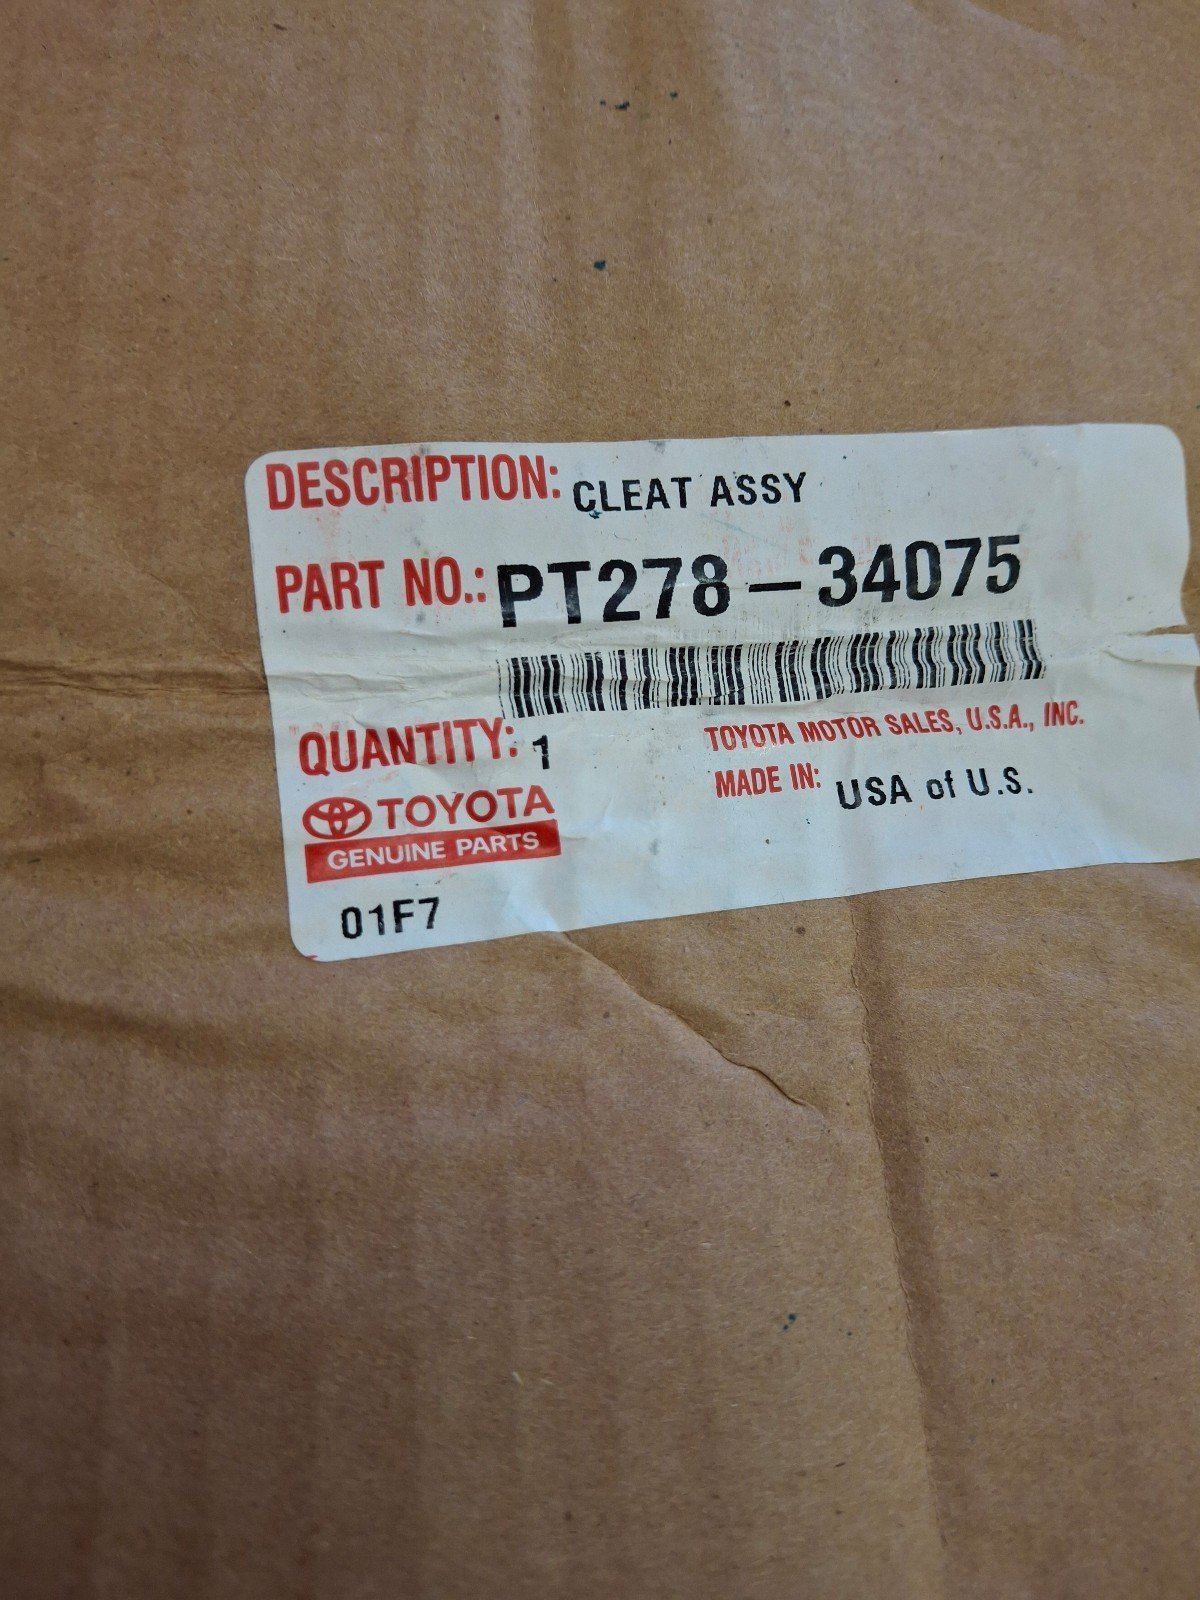 DESCRIPTION: CLEAT ASSY
PART NO.: PT278-34075
QUANTITY: 1
TOYOTA MOTOR SALES, U.S.A., INC.
MADE IN: USA of U.S.
TOYOTA
GENUINE PARTS
01F7